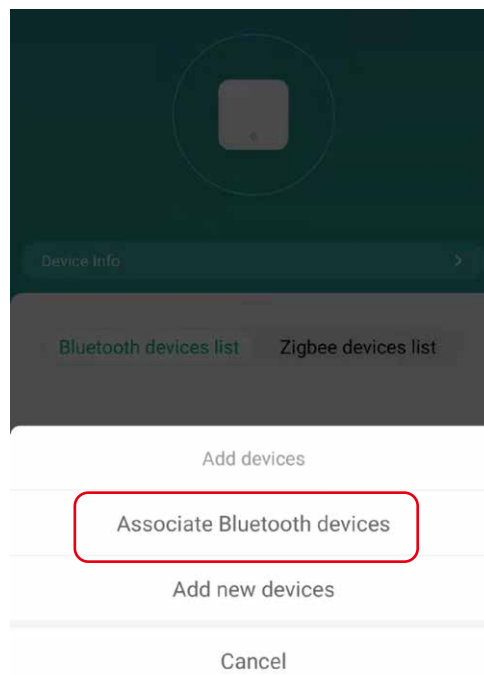 Device Info
Bluetooth devices list Zigbee devices list
Add devices
Associate Bluetooth devices
Add new devices
Cancel